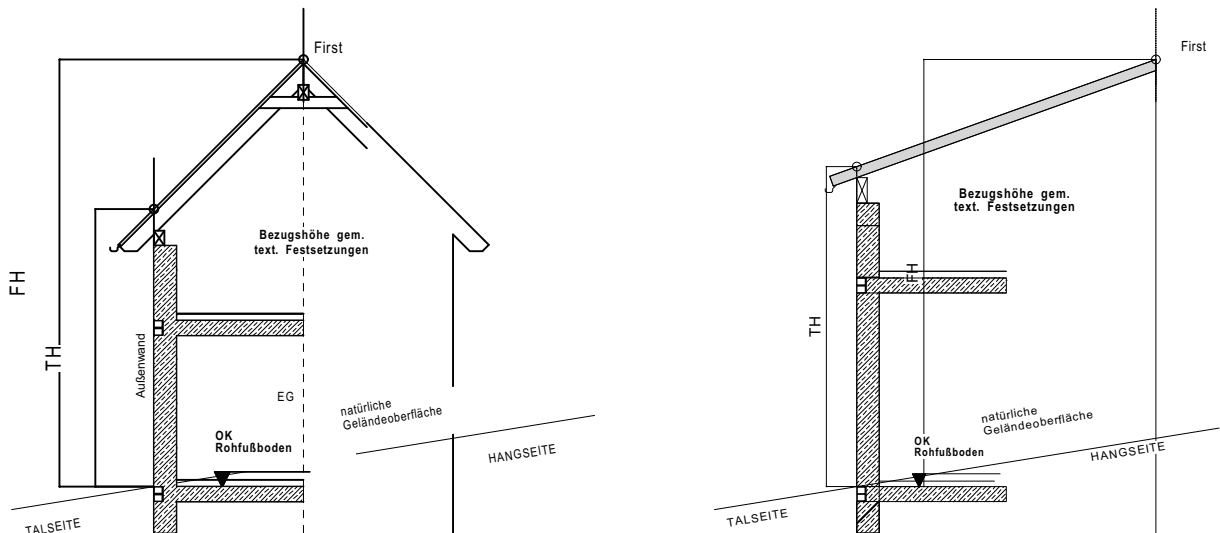 First
Bezugshöhe gem.
text. Festsetzungen
FH
TH
Außenwand
EG
natürliche
Geländeoberfläche
OK
Rohfußboden
HANGSEITE
TALSEITE
First
Bezugshöhe gem.
text. Festsetzungen
FH
TH
natürliche
Geländeoberfläche
OK
Rohfußboden
HANGSEITE
TALSEITE